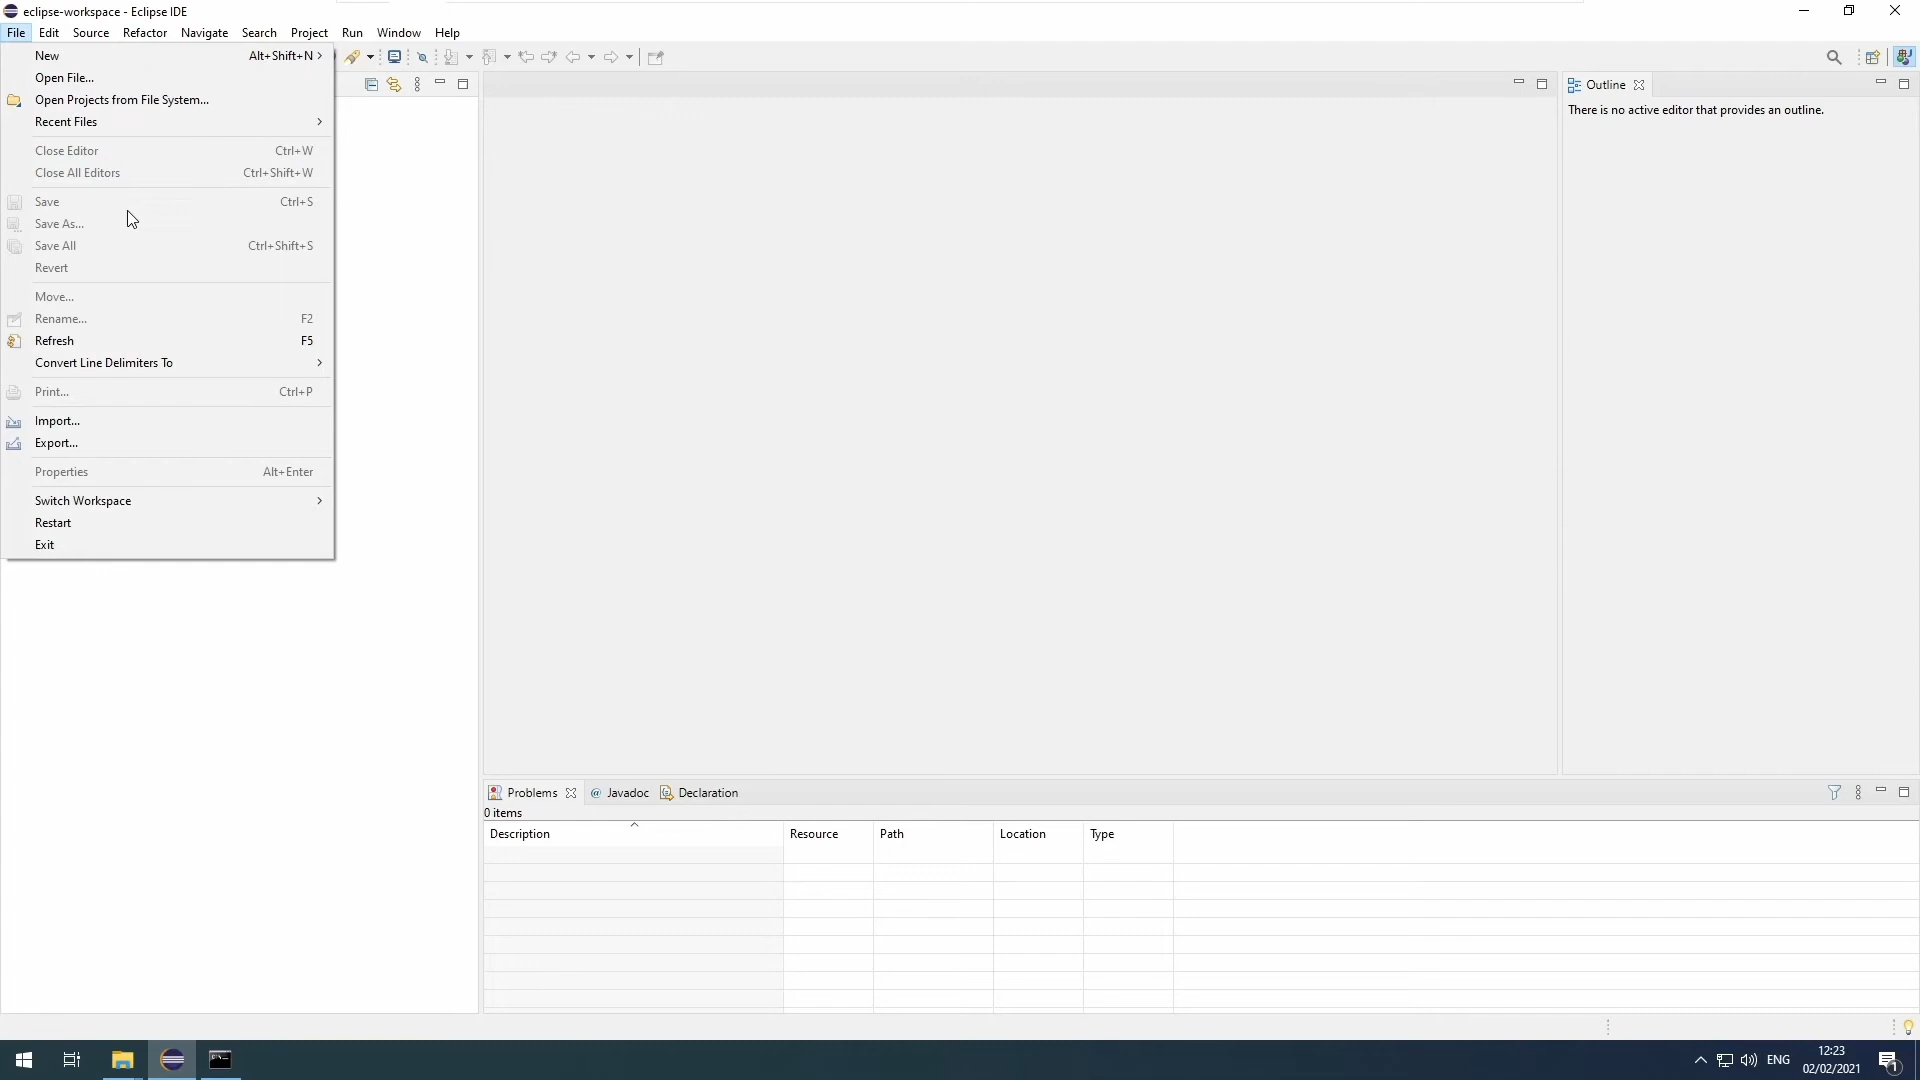 eclipse-workspace - Eclipse IDE
File Edit Source Refactor Navigate Search Project Run Window Help
New Alt+Shift+N
Open File...
Open Projects from File System...
Recent Files
Close Editor Ctrl+W
Close All Editors Ctrl+Shift+W
Save Ctrl+S
Save As...
Save All Ctrl+Shift+S
Revert
Move...
Rename... F2
Refresh F5
Convert Line Delimiters To
Print... Ctrl+P
Import...
Export...
Properties Alt+Enter
Switch Workspace
Restart
Exit
Outline
There is no active editor that provides an outline.
Problems @ Javadoc Declaration
0 items
Description Resource Path Location Type
ENG
12:23
02/02/2021
1